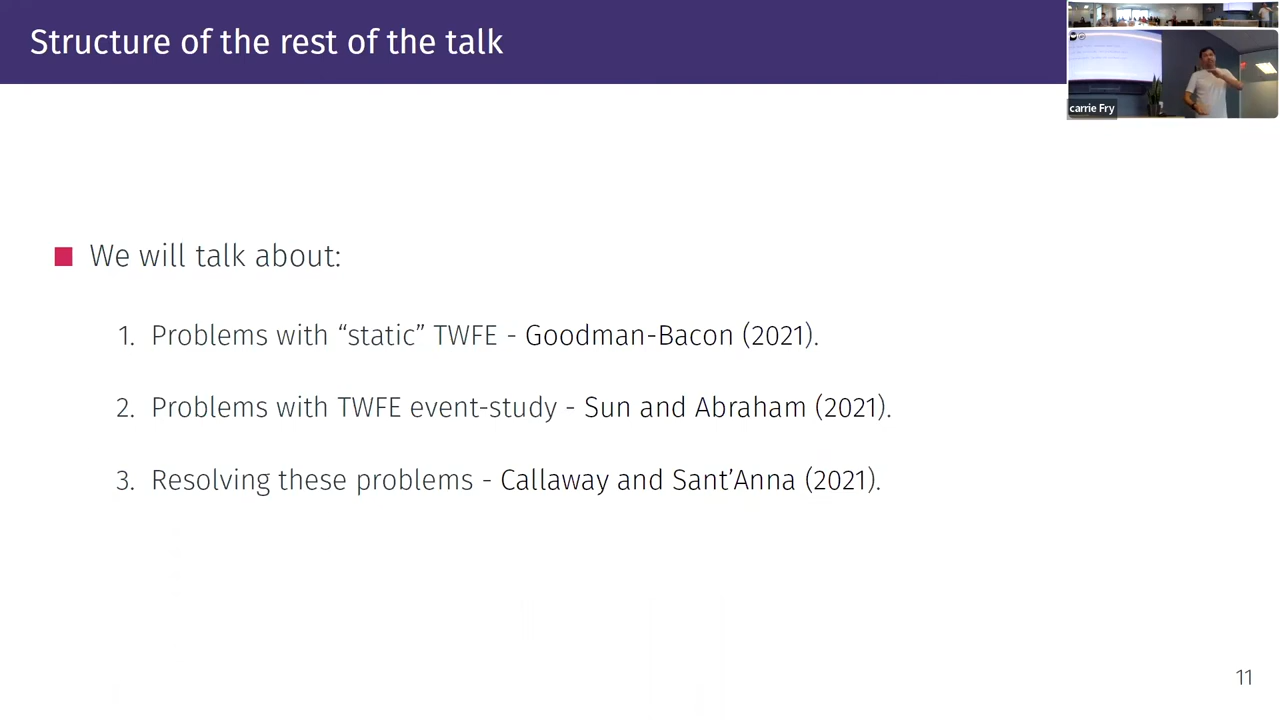 Structure of the rest of the talk
carrie Fry
We will talk about:
1. Problems with “static” TWFE - Goodman-Bacon (2021).
2. Problems with TWFE event-study - Sun and Abraham (2021).
3. Resolving these problems - Callaway and Sant’Anna (2021).
11